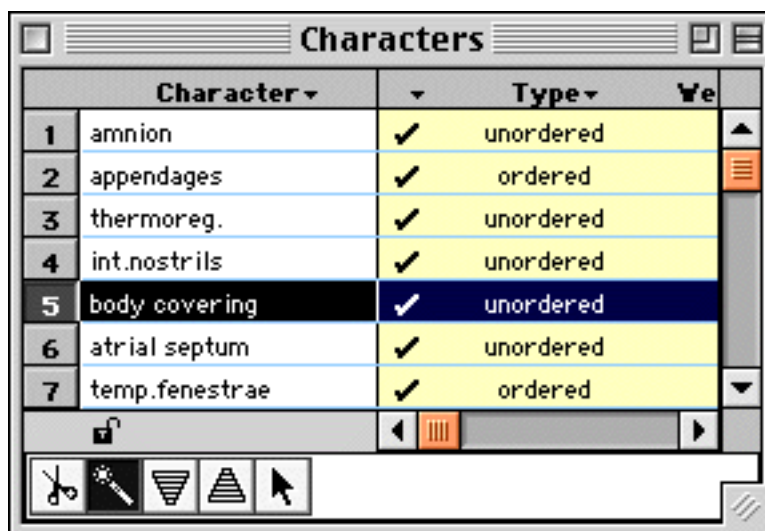 Characters
Character Type We
1 amnion unordered
2 appendages ordered
3 thermoreg. unordered
4 int.nostrils unordered
5 body covering unordered
6 atrial septum unordered
7 temp.fenestrae ordered